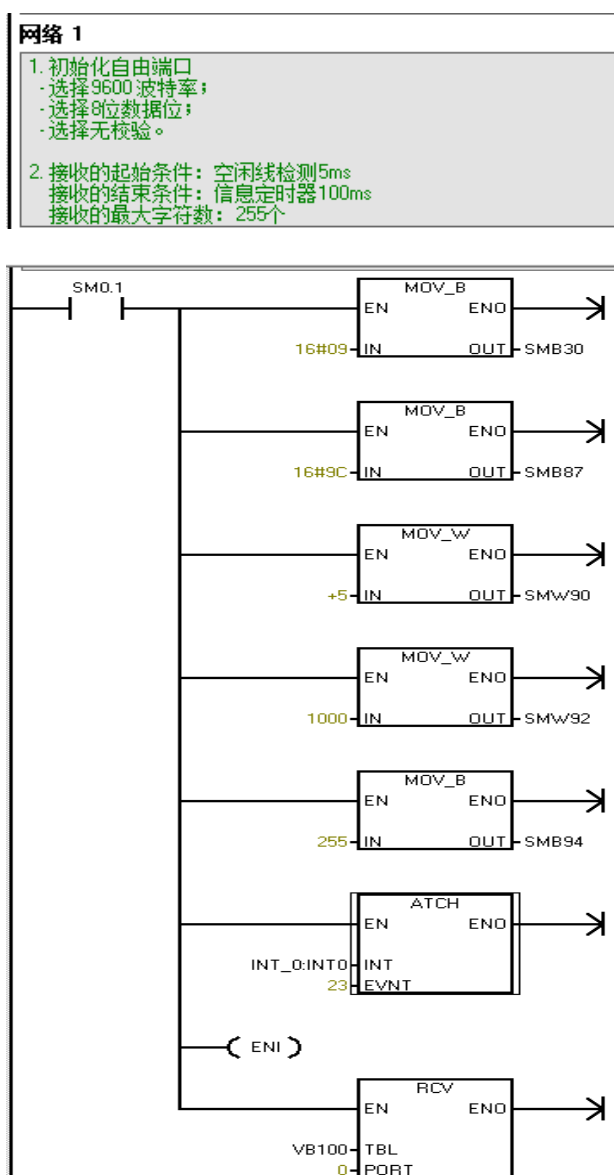 网络 1
1. 初始化自由端口
-选择9600 波特率；
-选择8位数据位；
-选择无校验。
2. 接收的起始条件：空闲线检测5ms
接收的结束条件：信息定时器100ms
接收的最大字符数：255个
SM0.1
MOV_B
EN ENO
16#09 IN OUT SMB30
MOV_B
EN ENO
16#9C IN OUT SMB87
MOV_W
EN ENO
+5 IN OUT SMW90
MOV_W
EN ENO
1000 IN OUT SMW92
MOV_B
EN ENO
255 IN OUT SMB94
ATCH
EN ENO
INT_0:INT0 INT
23 EVNT
ENI
RCV
EN ENO
VB100 TBL
0 PORT